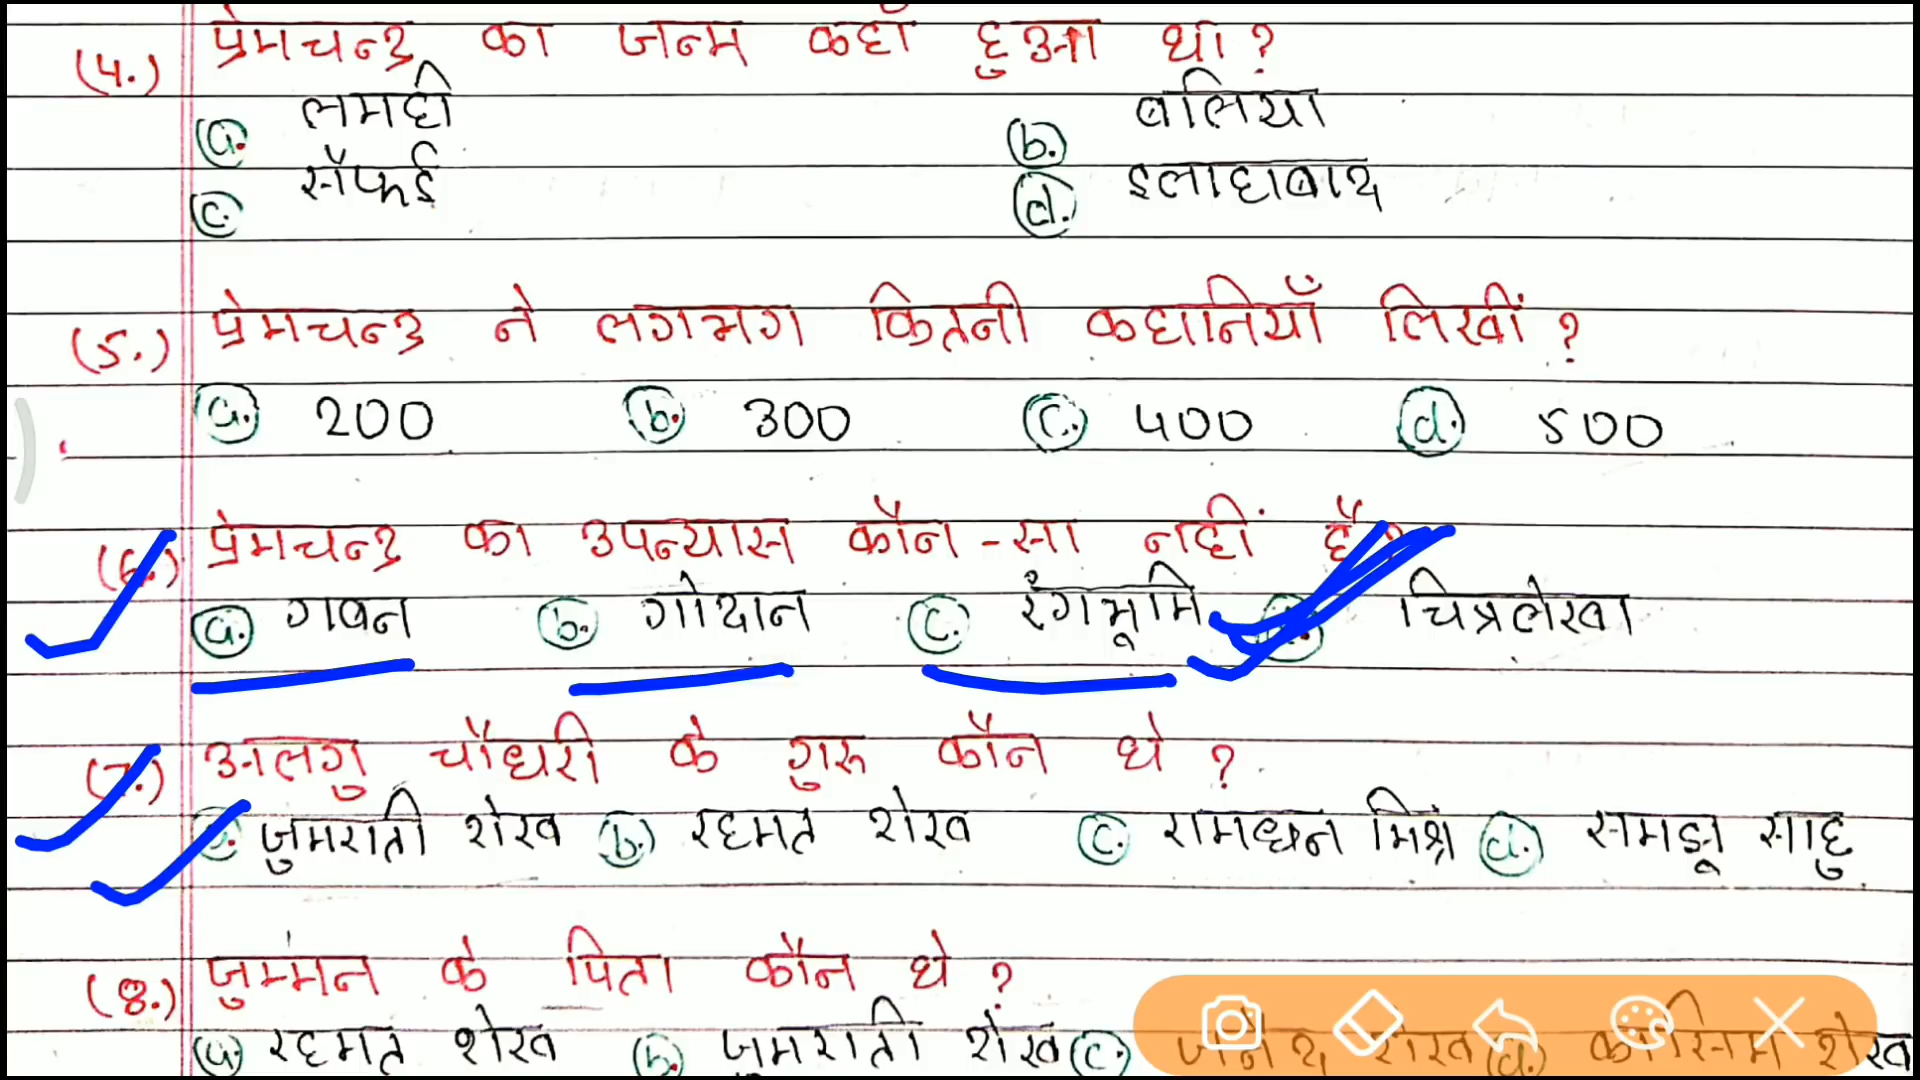 (4.) प्रेमचन्द्र का जन्म कहाँ हुआ था?
a. लमही b. बलिया
c. सैफई d. इलाहाबाद
(5.) प्रेमचन्द्र ने लगभग कितनी कहानियाँ लिखीं?
a. 200 b. 300 c. 400 d. 500
(6.) प्रेमचन्द्र का उपन्यास कौन-सा नहीं है?
a. गबन b. गोदान c. रंगभूमि d. चित्रलेखा
(7.) अलगु चौधरी के गुरु कौन थे?
a. जुमराती शेख b. रहमत शेख c. रामधन मिश्र d. समझू साहु
(8.) जुम्मन के पिता कौन थे?
a. रहमत शेख b. जुमराती शेख c. जुनेद शेख d. कासिम शेख